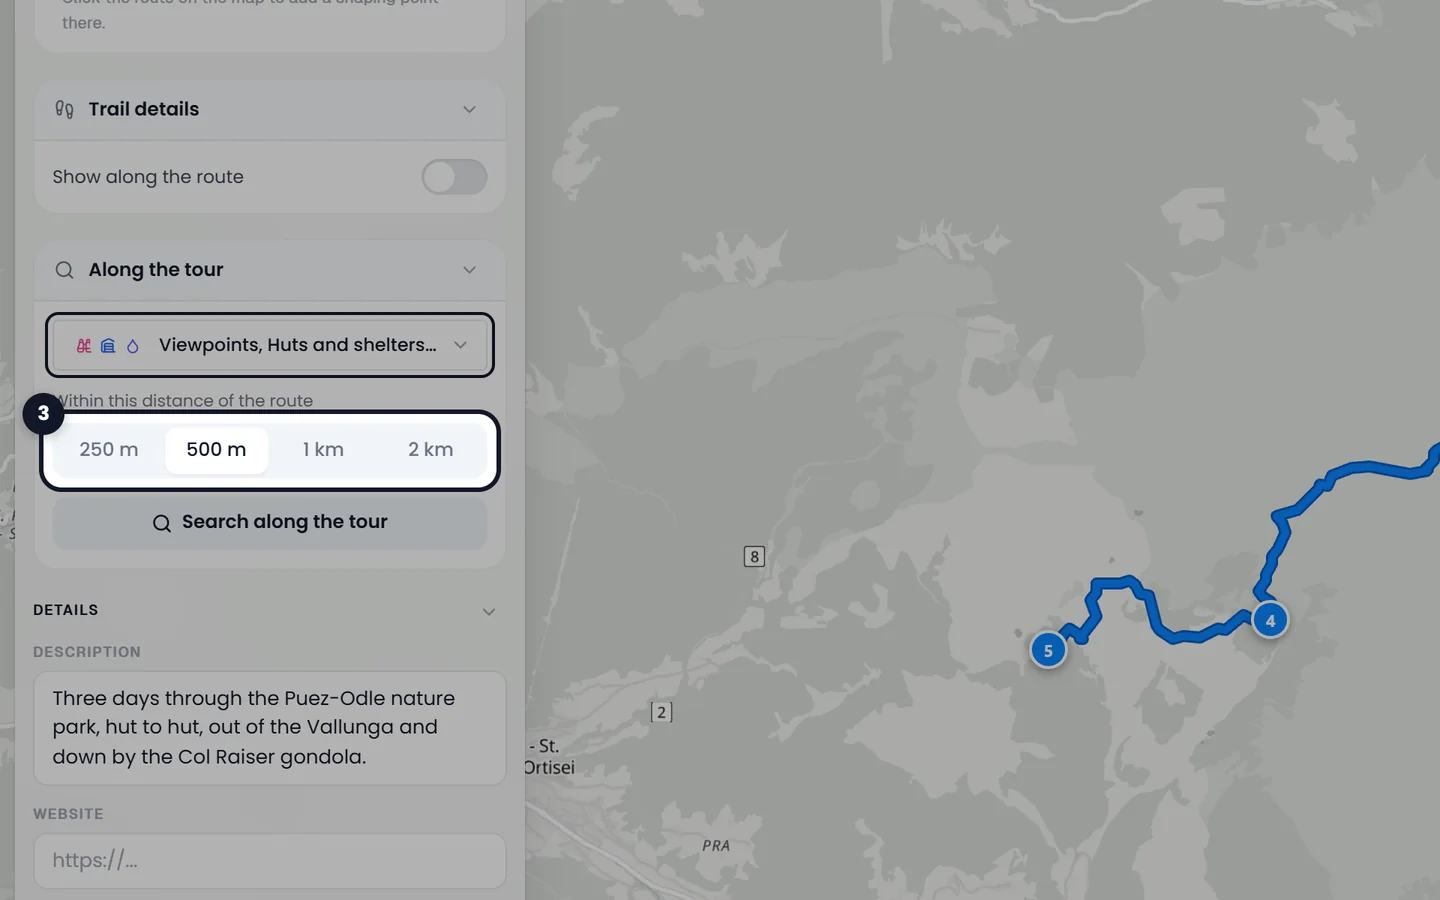 there.
Trail details
Show along the route
Along the tour
Viewpoints, Huts and shelters...
Within this distance of the route
3
250 m
500 m
1 km
2 km
Search along the tour
DETAILS
DESCRIPTION
Three days through the Puez-Odle nature
park, hut to hut, out of the Vallunga and
down by the Col Raiser gondola.
WEBSITE
https://...
8
2
- St.
Ortisei
PRA
4
5